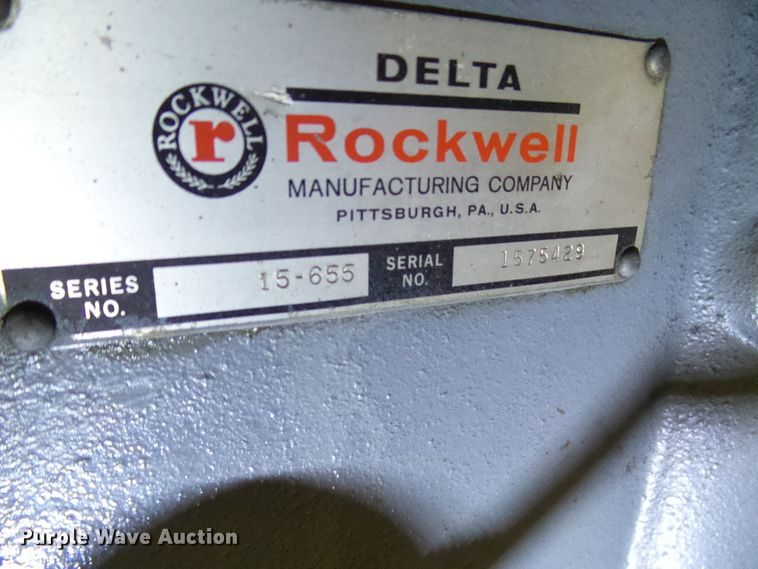 DELTA
ROCKWELL
r
Rockwell
MANUFACTURING COMPANY
PITTSBURGH, PA., U.S.A.
SERIES NO. 15-655
SERIAL NO. 1575429
Purple Wave Auction